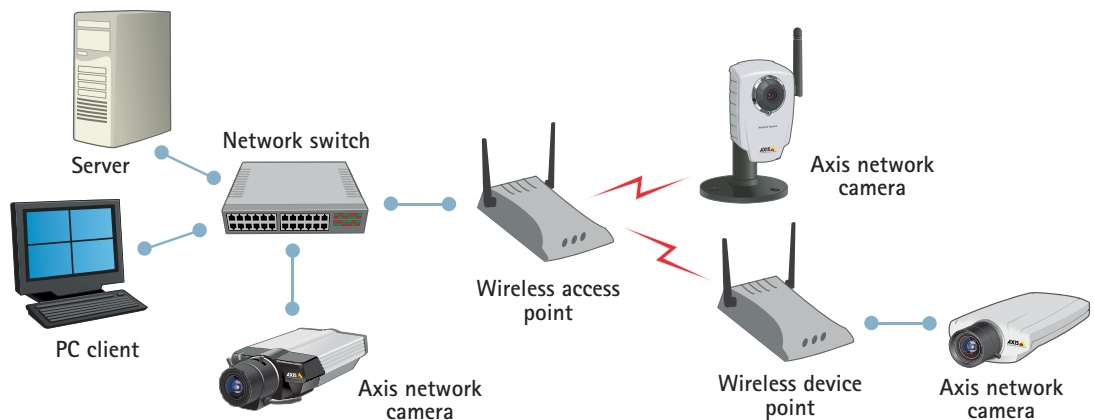 Server
Network switch
Axis network
camera
PC client
Wireless access
point
Axis network
camera
Wireless device
point
Axis network
camera
AXIS
AXIS
AXIS